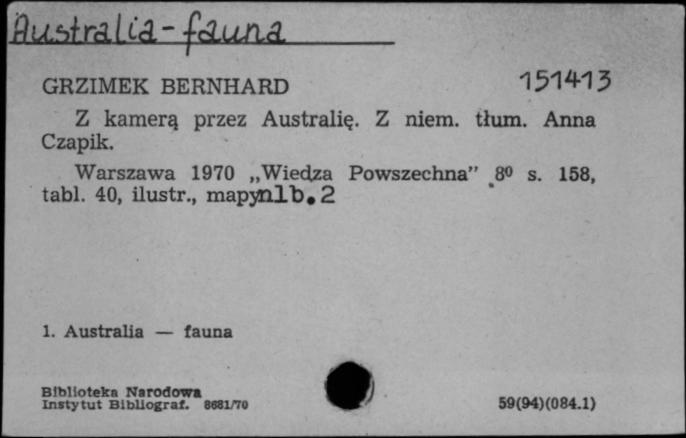 Australia - fauna
151413
GRZIMEK BERNHARD
Z kamerą przez Australię. Z niem. tłum. Anna
Czapik.
Warszawa 1970 „Wiedza Powszechna” 8⁰ s. 158,
tabl. 40, ilustr., mapy nlb. 2
1. Australia — fauna
Biblioteka Narodowa
Instytut Bibliograf. 8681/70
59(94)(084.1)